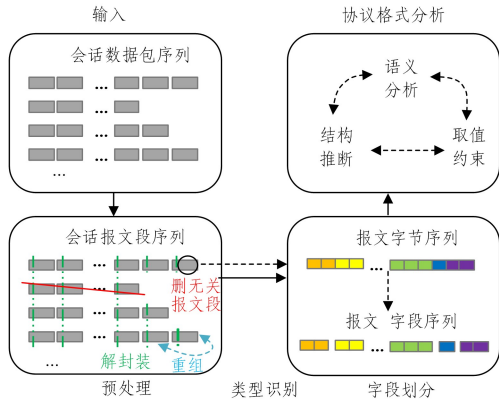 输入
会话数据包序列
...
...
...
...
...
协议格式分析
语义
分析
结构
推断
取值
约束
会话报文段序列
...
...
删无关
报文段
...
...
解封装
重组
...
预处理
类型识别
报文字节序列
...
报文 字段序列
...
字段划分